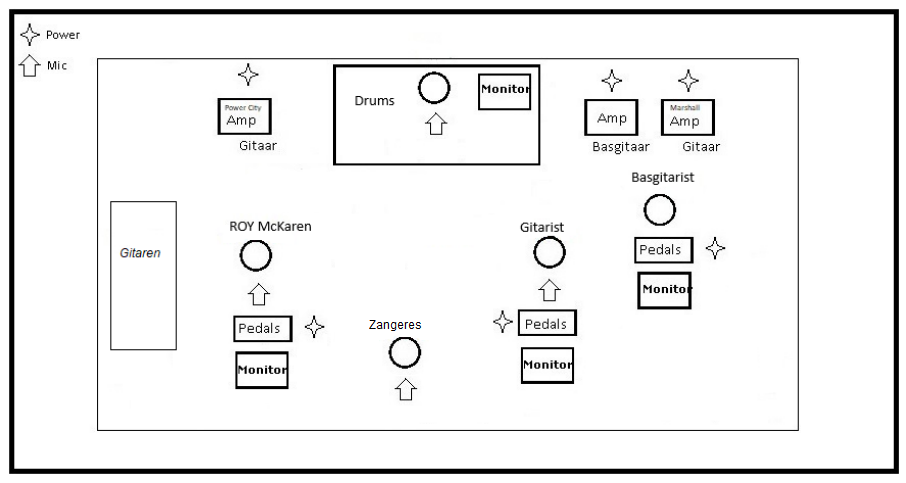 Power
Mic
Power City
Amp
Gitaar
Drums
Monitor
Amp
Basgitaar
Marshall
Amp
Gitaar
Basgitarist
Pedals
Monitor
Gitaren
ROY McKaren
Pedals
Monitor
Zangeres
Gitarist
Pedals
Monitor